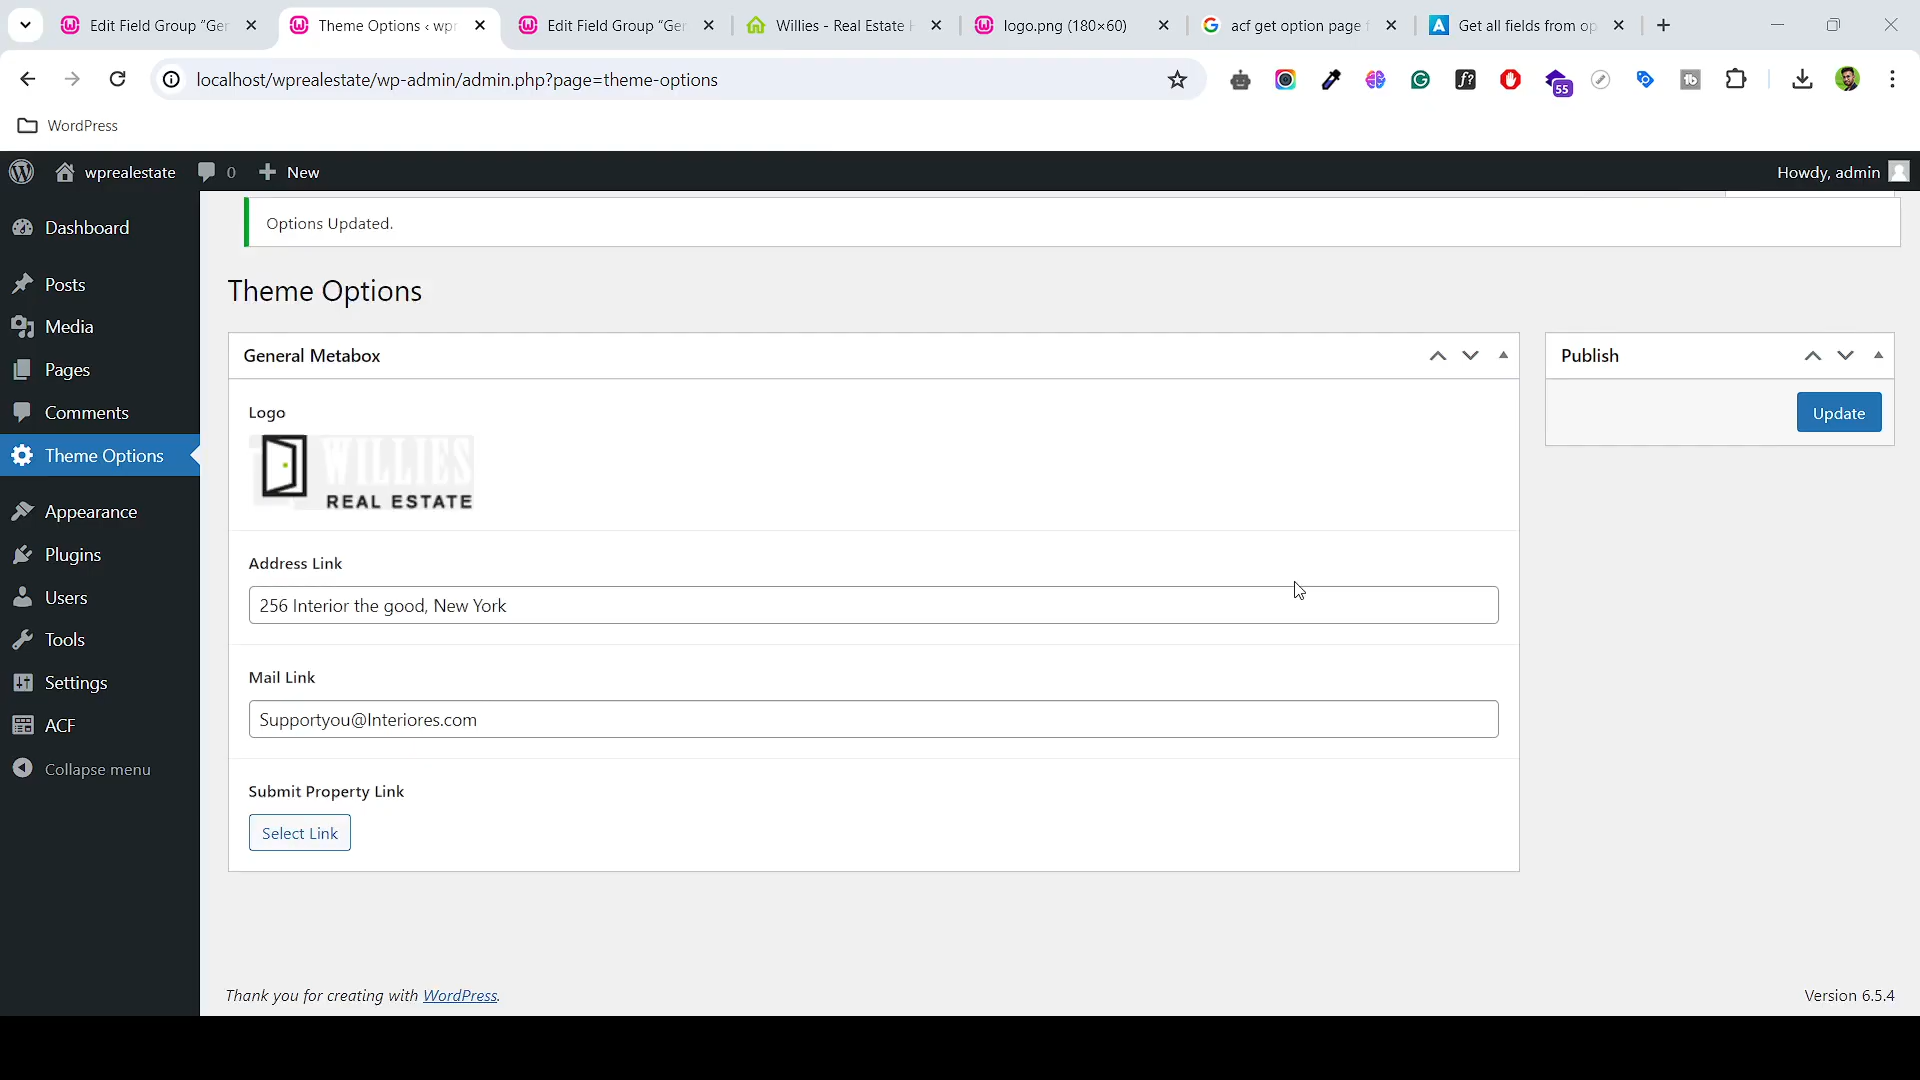 Edit Field Group “Ger
Theme Options ‹ wpr
Edit Field Group “Ger
Willies - Real Estate
logo.png (180×60)
acf get option page
Get all fields from op
localhost/wprealestate/wp-admin/admin.php?page=theme-options
55
WordPress
wprealestate
0
New
Howdy, admin
Dashboard
Posts
Media
Pages
Comments
Theme Options
Appearance
Plugins
Users
Tools
Settings
ACF
Collapse menu
Options Updated.
Theme Options
General Metabox
Logo
WILLIES
REAL ESTATE
Address Link
256 Interior the good, New York
Mail Link
Supportyou@Interiores.com
Submit Property Link
Select Link
Publish
Update
Thank you for creating with WordPress.
Version 6.5.4